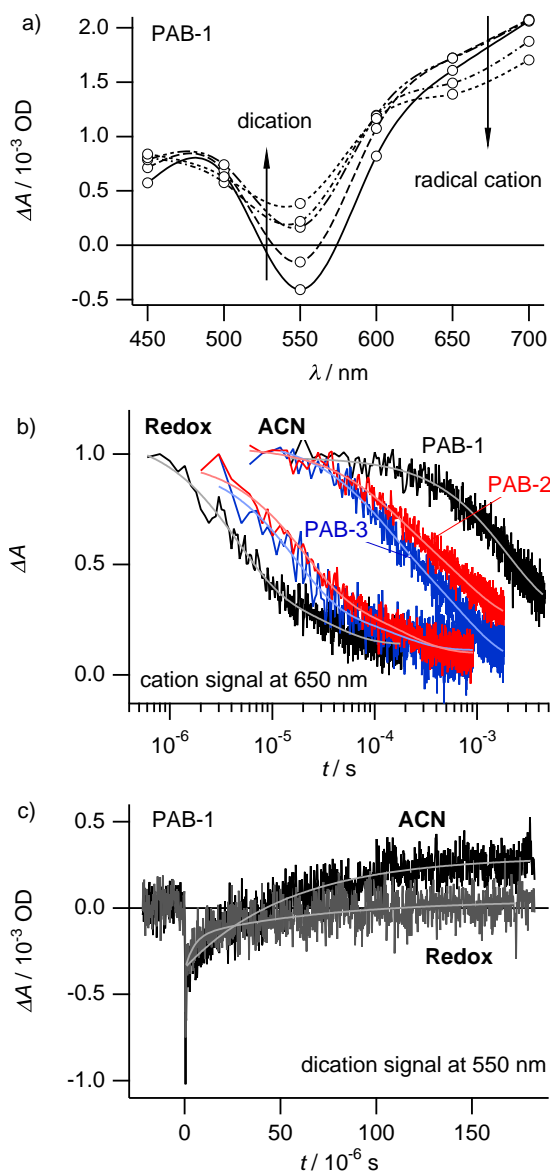 a)
PAB-1
2.0
1.5
1.0
0.5
0.0
-0.5
ΔA / 10⁻³ OD
dication
radical cation
450 500 550 600 650 700
λ / nm
b)
Redox ACN
PAB-1
PAB-2
PAB-3
1.0
0.5
0.0
ΔA
cation signal at 650 nm
10⁻⁶ 10⁻⁵ 10⁻⁴ 10⁻³
t / s
c)
PAB-1
ACN
0.5
0.0
-0.5
-1.0
ΔA / 10⁻³ OD
Redox
dication signal at 550 nm
0 50 100 150
t / 10⁻⁶ s